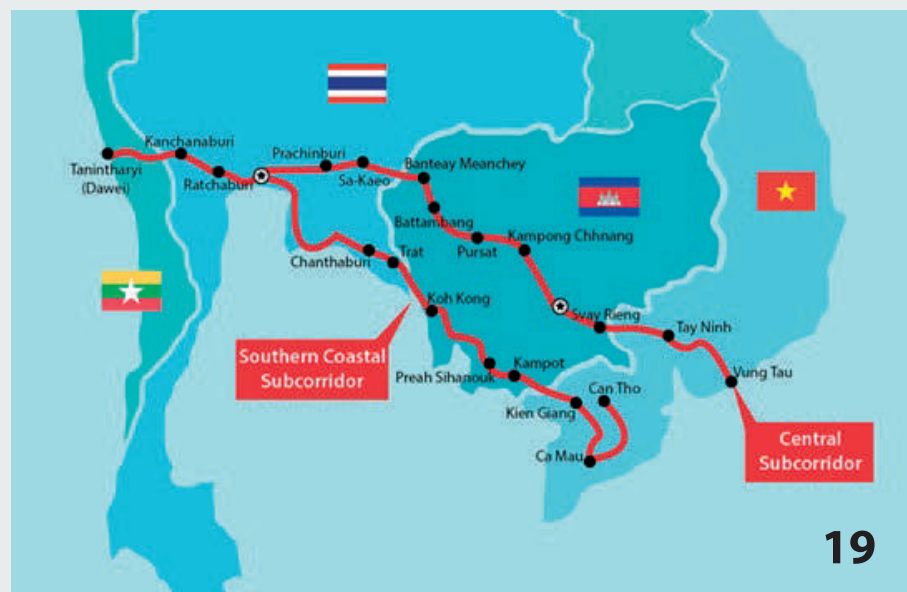 Kanchanaburi
Tanintharyi
(Dawei)
Ratchaburi
Prachinburi
Sa-Kaeo
Banteay Meanchey
Battambang
Pursat
Kampong Chhnang
Chanthaburi
Trat
Koh Kong
Svay Rieng
Tay Ninh
Vung Tau
Southern Coastal
Subcorridor
Preah Sihanouk
Kampot
Can Tho
Kien Giang
Ca Mau
Central
Subcorridor
19